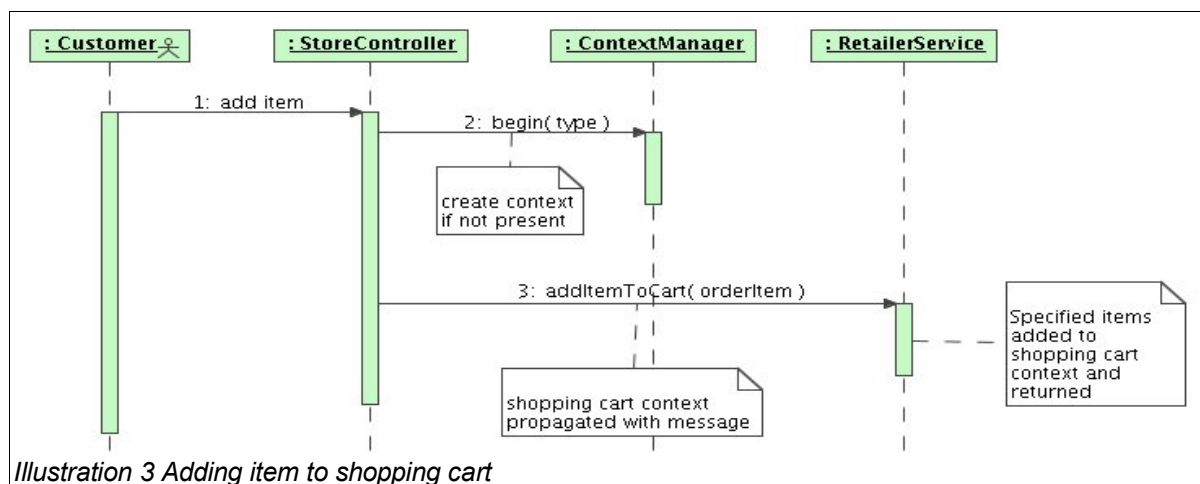 : Customer
: StoreController
: ContextManager
: RetailerService
1: add item
2: begin( type )
create context
if not present
3: addItemToCart( orderItem )
Specified items
added to
shopping cart
context and
returned
shopping cart context
propagated with message
Illustration 3 Adding item to shopping cart